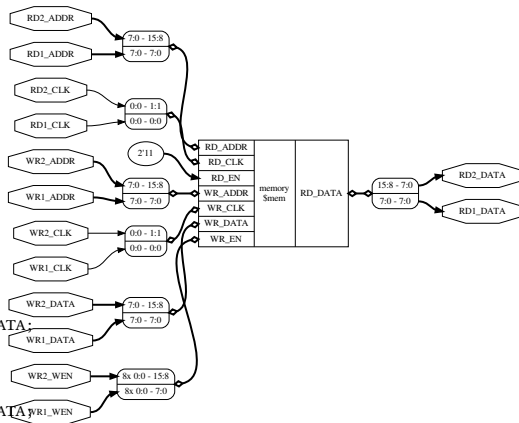 RD2_ADDR
7:0 - 15:8
RD1_ADDR
7:0 - 7:0
RD2_CLK
0:0 - 1:1
RD1_CLK
0:0 - 0:0
2'11
WR2_ADDR
7:0 - 15:8
WR1_ADDR
7:0 - 7:0
WR2_CLK
0:0 - 1:1
WR1_CLK
0:0 - 0:0
WR2_DATA
7:0 - 15:8
ATA;
WR1_DATA
7:0 - 7:0
WR2_WEN
8x 0:0 - 15:8
ATA;
WR1_WEN
8x 0:0 - 7:0
RD_ADDR
RD_CLK
RD_EN
WR_ADDR
WR_CLK
WR_DATA
WR_EN
memory
$mem
RD_DATA
15:8 - 7:0
7:0 - 7:0
RD2_DATA
RD1_DATA